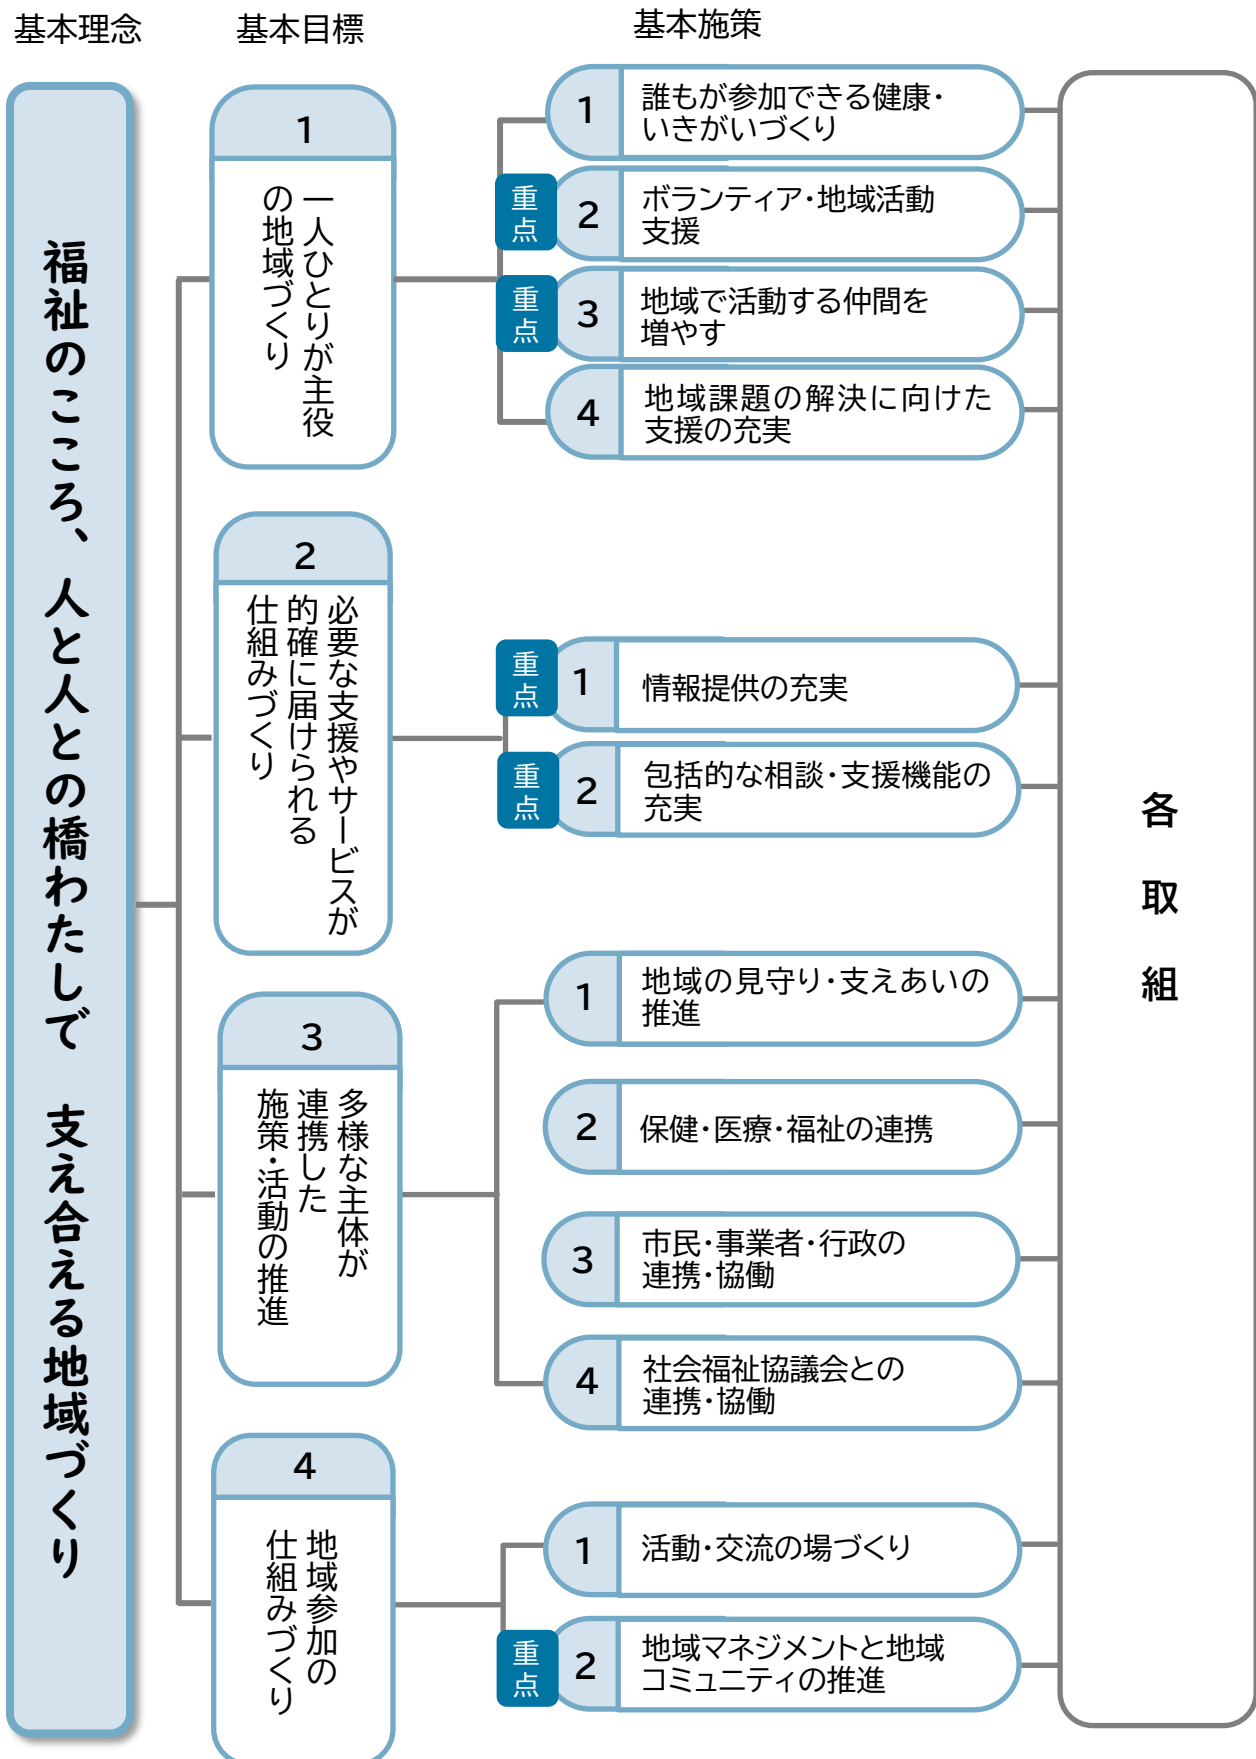 基本理念
基本目標
基本施策
福祉のこころ、人と人との橋わたしで 支え合える地域づくり
1
一人ひとりが主役
の地域づくり
1
誰もが参加できる健康・
いきがいづくり
重点
2
ボランティア・地域活動
支援
重点
3
地域で活動する仲間を
増やす
4
地域課題の解決に向けた
支援の充実
2
必要な支援やサービスが
的確に届けられる
仕組みづくり
重点
1
情報提供の充実
重点
2
包括的な相談・支援機能の
充実
3
多様な主体が
連携した
施策・活動の推進
1
地域の見守り・支えあいの
推進
2
保健・医療・福祉の連携
3
市民・事業者・行政の
連携・協働
4
社会福祉協議会との
連携・協働
4
地域参加の
仕組みづくり
1
活動・交流の場づくり
重点
2
地域マネジメントと地域
コミュニティの推進
各取組